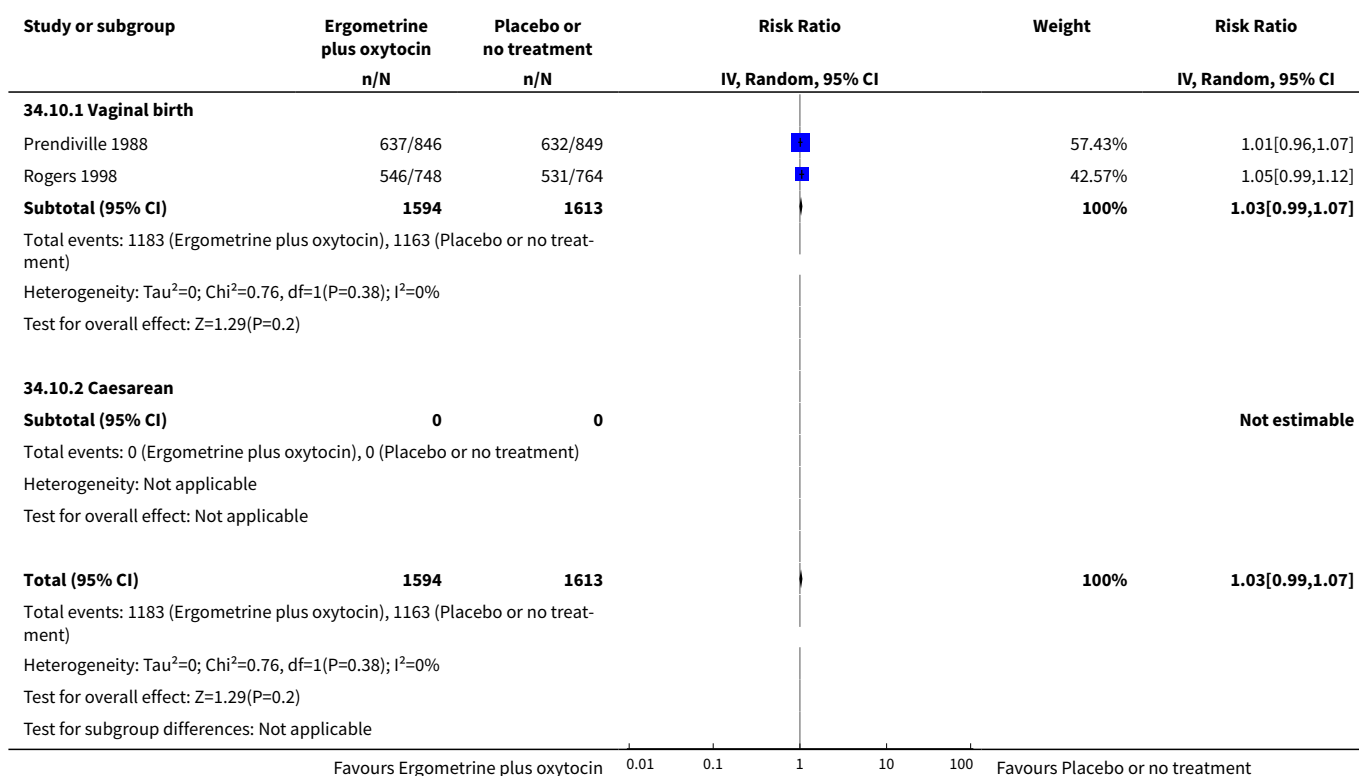 Study or subgroup Ergometrine plus oxytocin Placebo or no treatment Risk Ratio Weight Risk Ratio
n/N n/N IV, Random, 95% CI IV, Random, 95% CI
34.10.1 Vaginal birth
Prendiville 1988 637/846 632/849 57.43% 1.01[0.96,1.07]
Rogers 1998 546/748 531/764 42.57% 1.05[0.99,1.12]
Subtotal (95% CI) 1594 1613 100% 1.03[0.99,1.07]
Total events: 1183 (Ergometrine plus oxytocin), 1163 (Placebo or no treat-
ment)
Heterogeneity: Tau²=0; Chi²=0.76, df=1(P=0.38); I²=0%
Test for overall effect: Z=1.29(P=0.2)
34.10.2 Caesarean
Subtotal (95% CI) 0 0 Not estimable
Total events: 0 (Ergometrine plus oxytocin), 0 (Placebo or no treatment)
Heterogeneity: Not applicable
Test for overall effect: Not applicable
Total (95% CI) 1594 1613 100% 1.03[0.99,1.07]
Total events: 1183 (Ergometrine plus oxytocin), 1163 (Placebo or no treat-
ment)
Heterogeneity: Tau²=0; Chi²=0.76, df=1(P=0.38); I²=0%
Test for overall effect: Z=1.29(P=0.2)
Test for subgroup differences: Not applicable
Favours Ergometrine plus oxytocin 0.01 0.1 1 10 100 Favours Placebo or no treatment